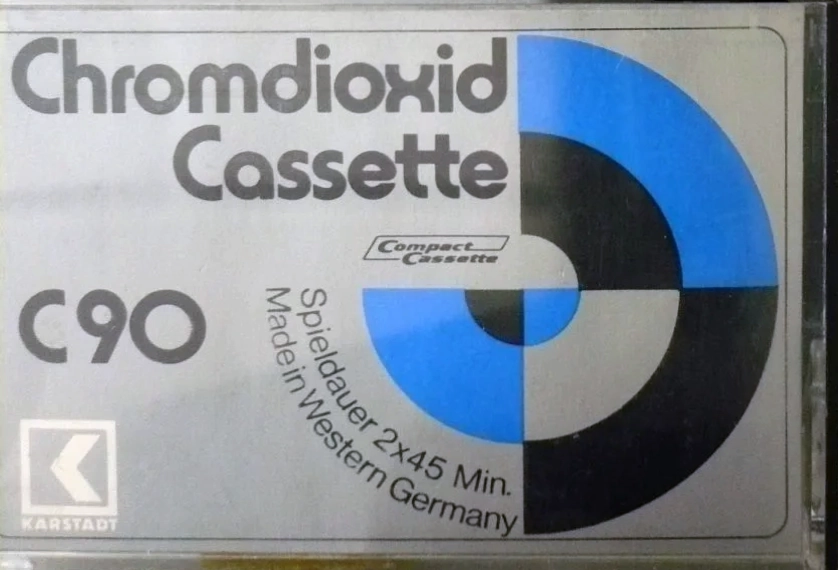 Chromdioxid
Cassette
Compact
Cassette
C90
Spieldauer 2x45 Min.
Made in Western Germany
KARSTADT